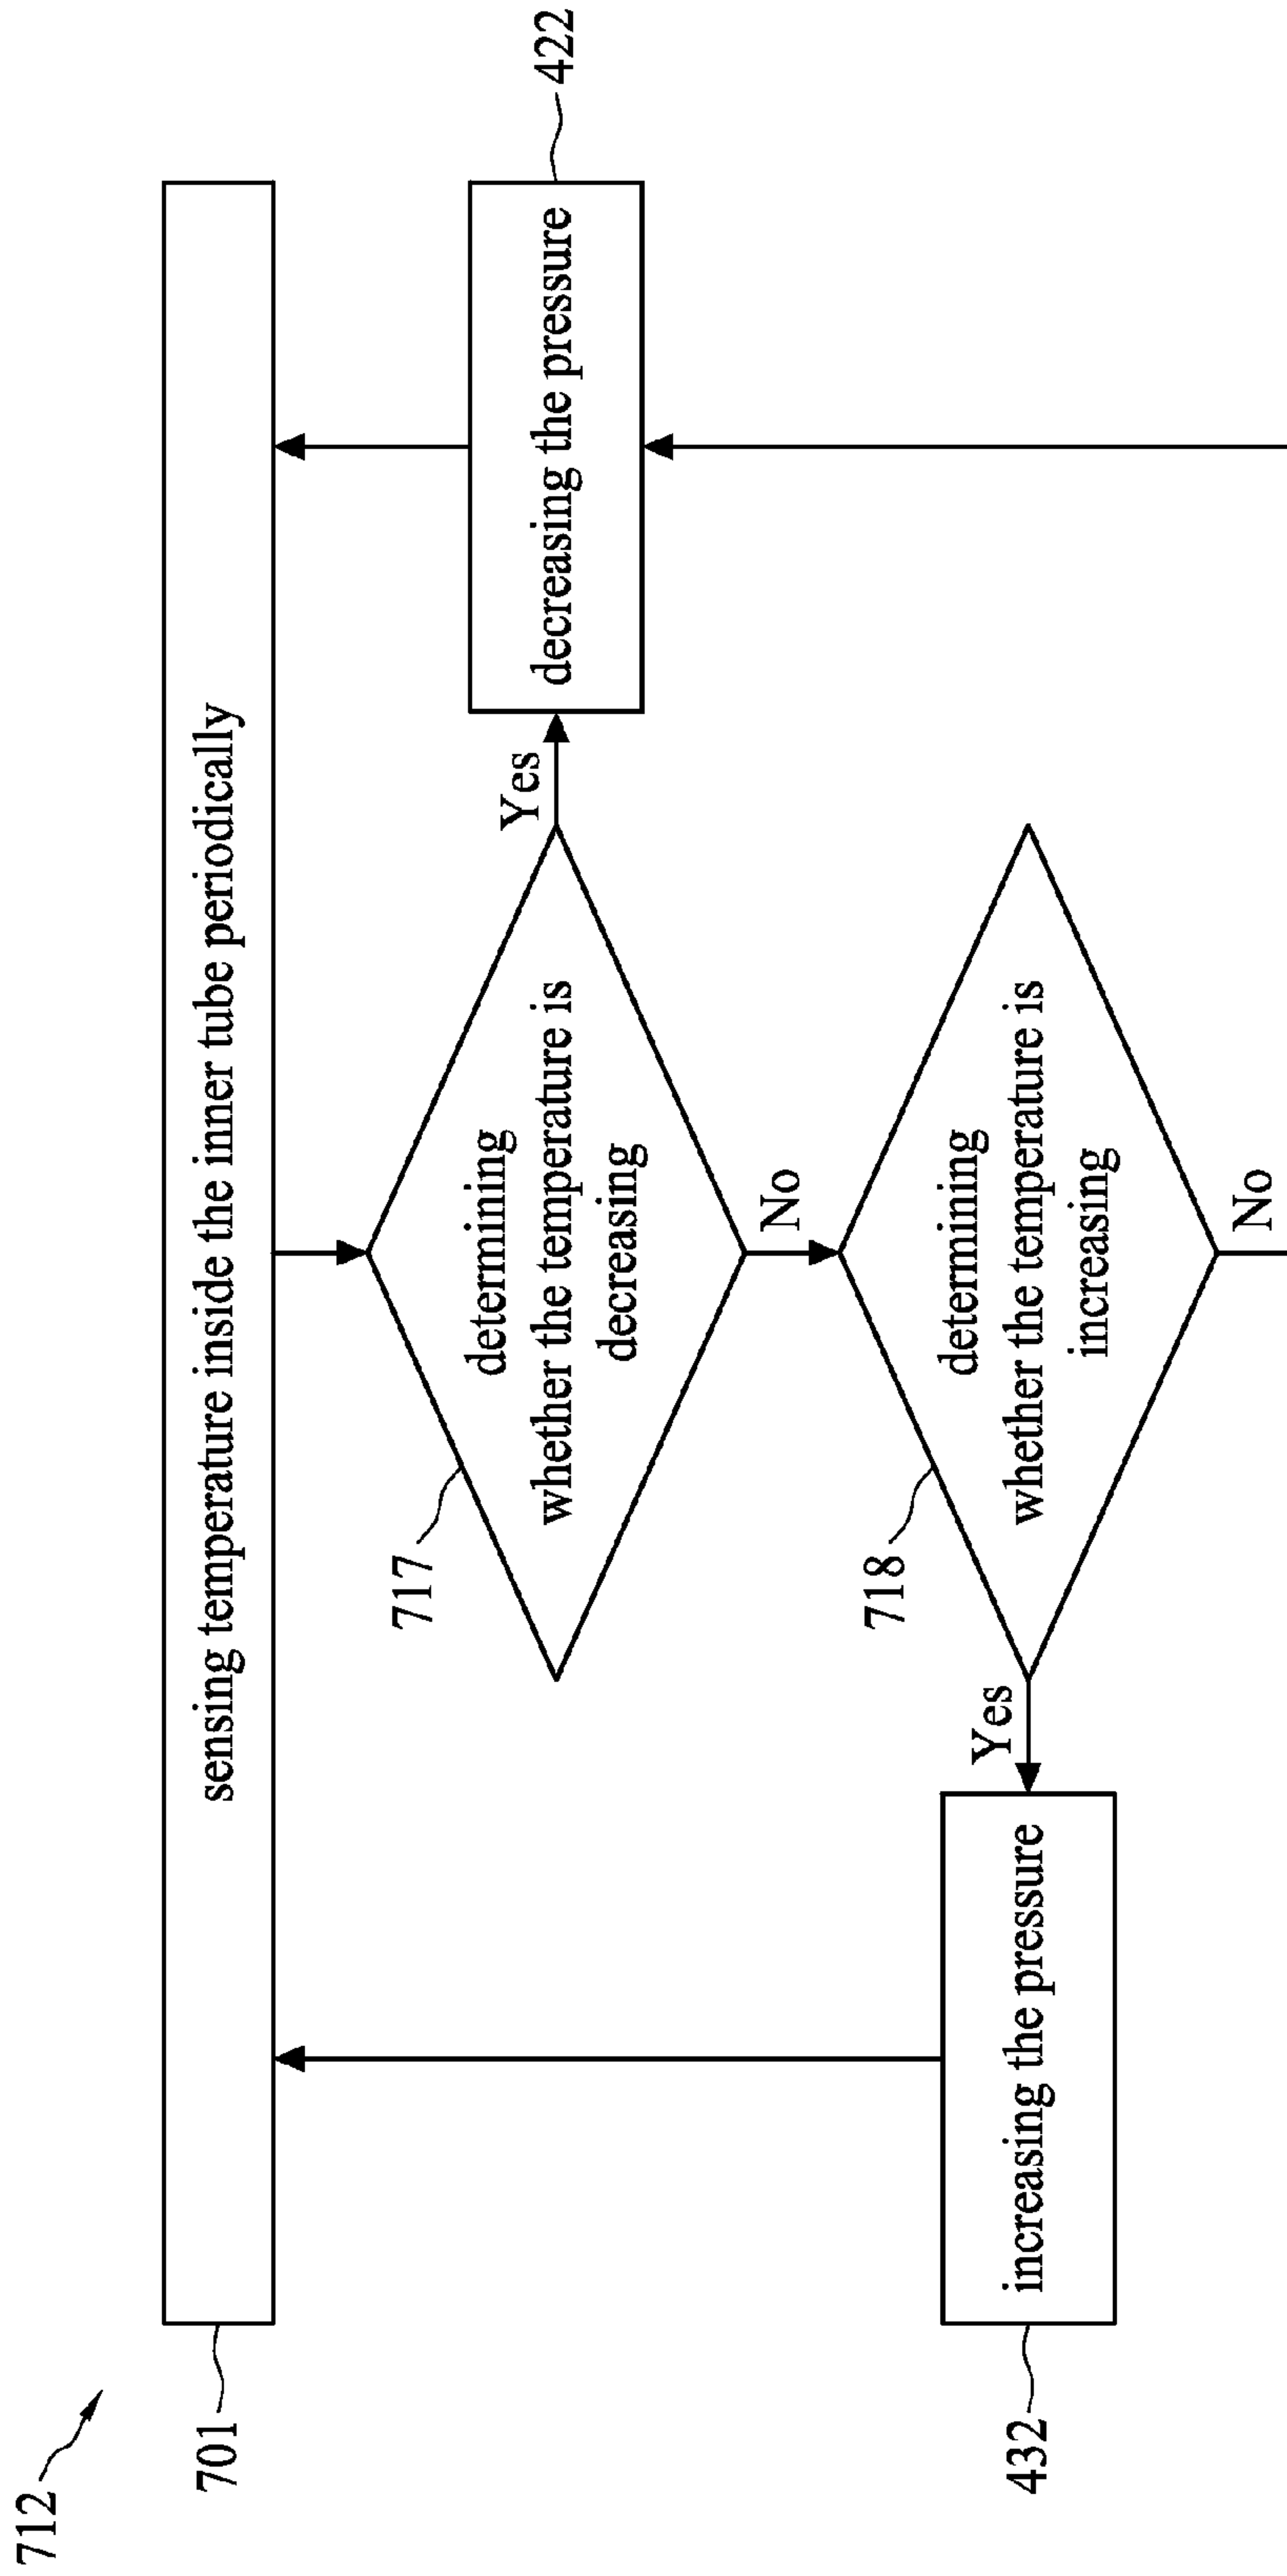 712
701
sensing temperature inside the inner tube periodically
717
determining
whether the temperature is
decreasing
Yes
decreasing the pressure
422
No
718
determining
whether the temperature is
increasing
Yes
432
increasing the pressure
No